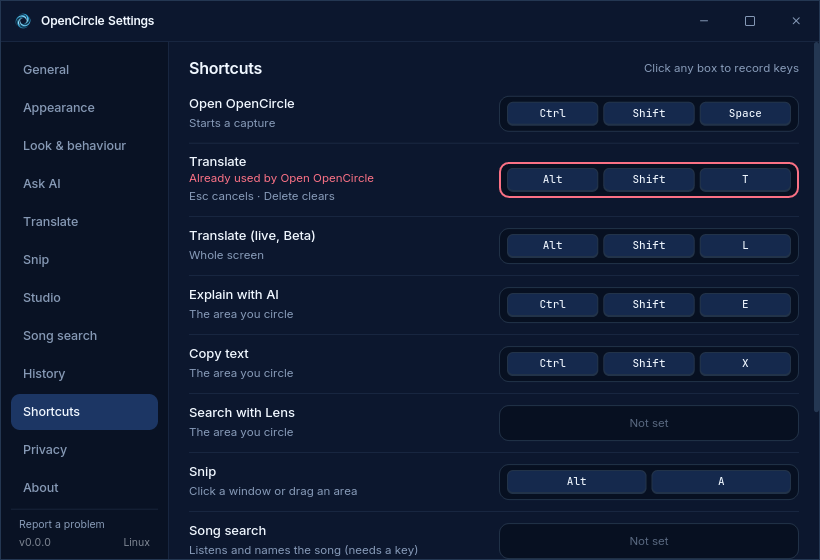 OpenCircle Settings
General
Appearance
Look & behaviour
Ask AI
Translate
Snip
Studio
Song search
History
Shortcuts
Privacy
About
Report a problem
v0.0.0 Linux
Shortcuts Click any box to record keys
Open OpenCircle
Starts a capture
Ctrl Shift Space
Translate
Already used by Open OpenCircle
Esc cancels · Delete clears
Alt Shift T
Translate (live, Beta)
Whole screen
Alt Shift L
Explain with AI
The area you circle
Ctrl Shift E
Copy text
The area you circle
Ctrl Shift X
Search with Lens
The area you circle
Not set
Snip
Click a window or drag an area
Alt A
Song search
Listens and names the song (needs a key)
Not set